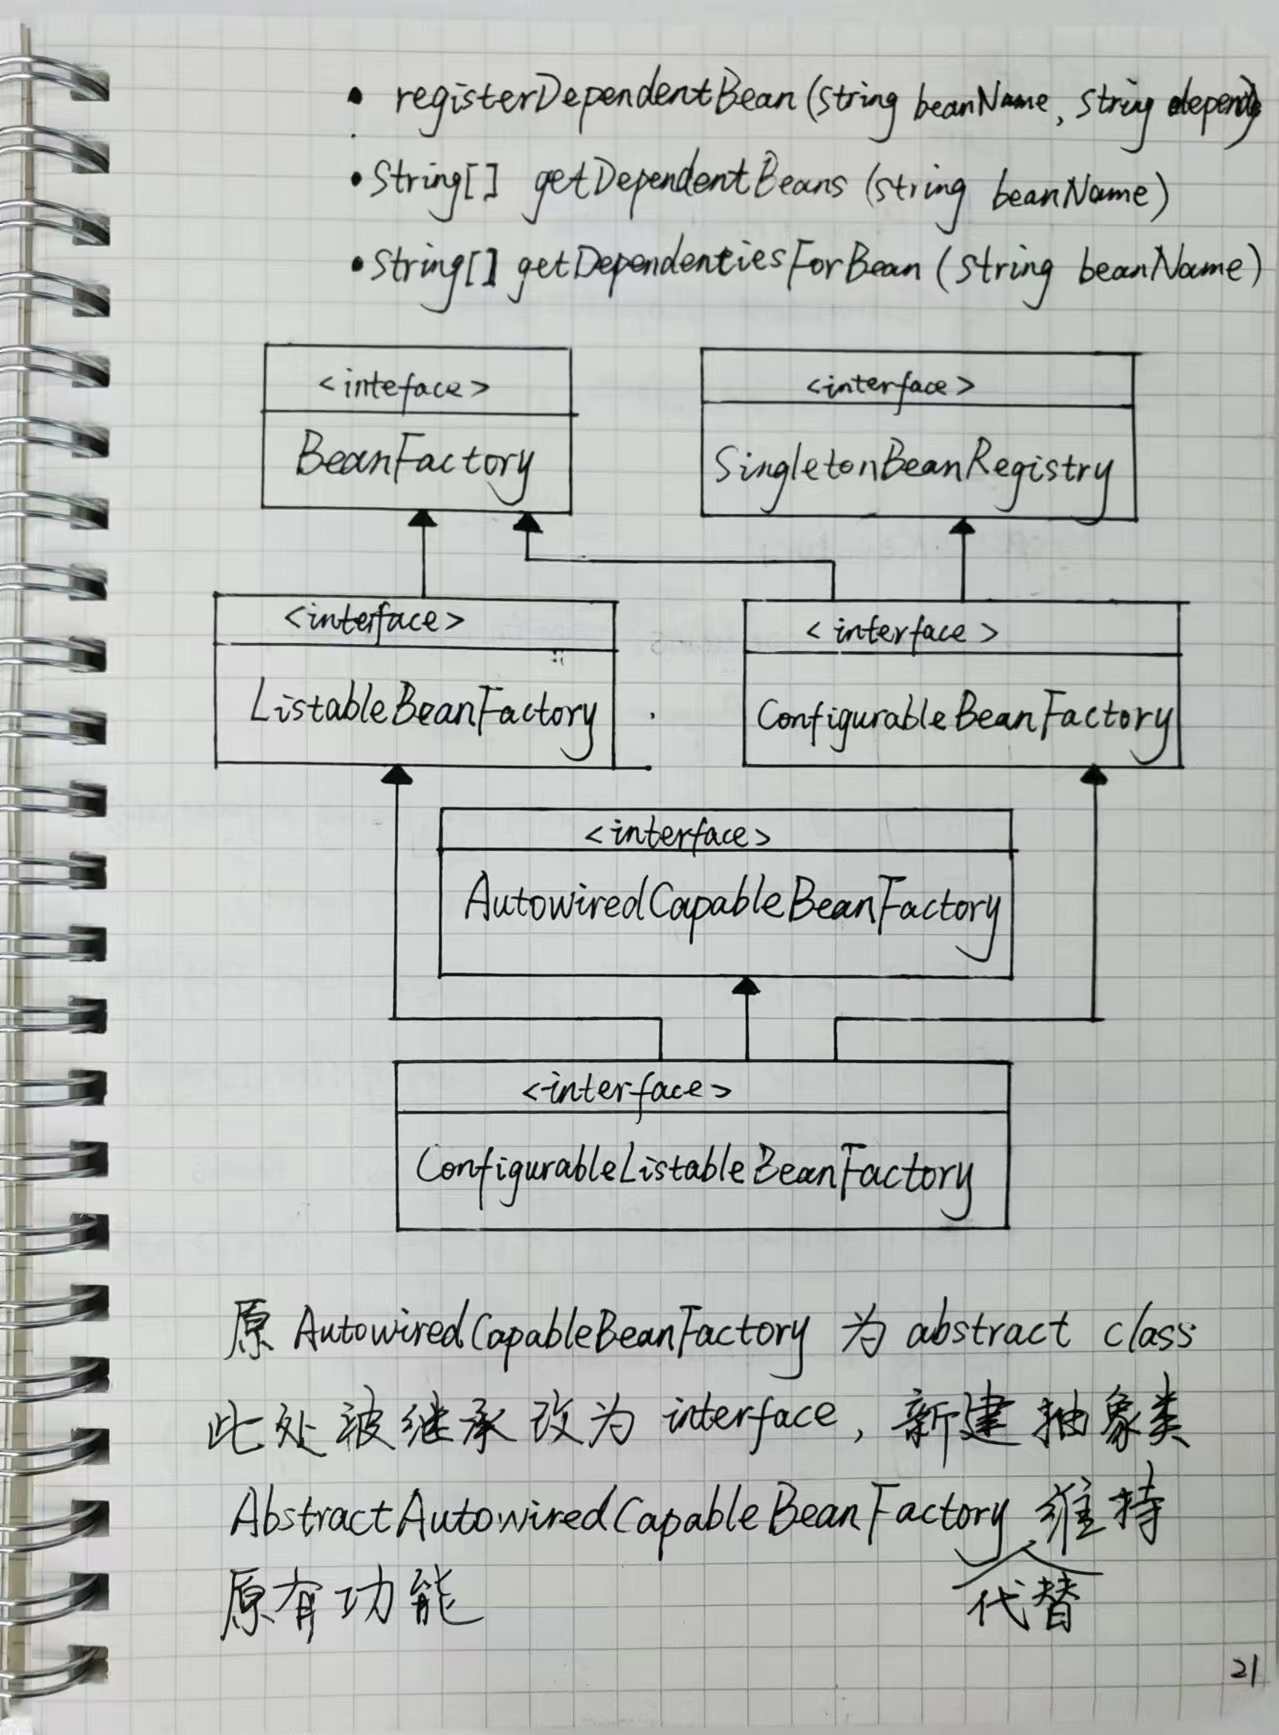 • registerDependentBean(String beanName, String depend
• String[] getDependentBeans (string beanName)
• String[] getDependentiesForBean (String beanName)
<inteface>
BeanFactory
<interface>
SingletonBeanRegistry
<interface>
ListableBeanFactory
<interface>
ConfigurableBeanFactory
<interface>
AutowiredCapableBeanFactory
<interface>
ConfigurableListableBeanFactory
原 AutowiredCapableBeanFactory 为 abstract class
此处被继承改为 interface, 新建抽象类
AbstractAutowiredCapableBeanFactory 维持
代替
原有功能
21